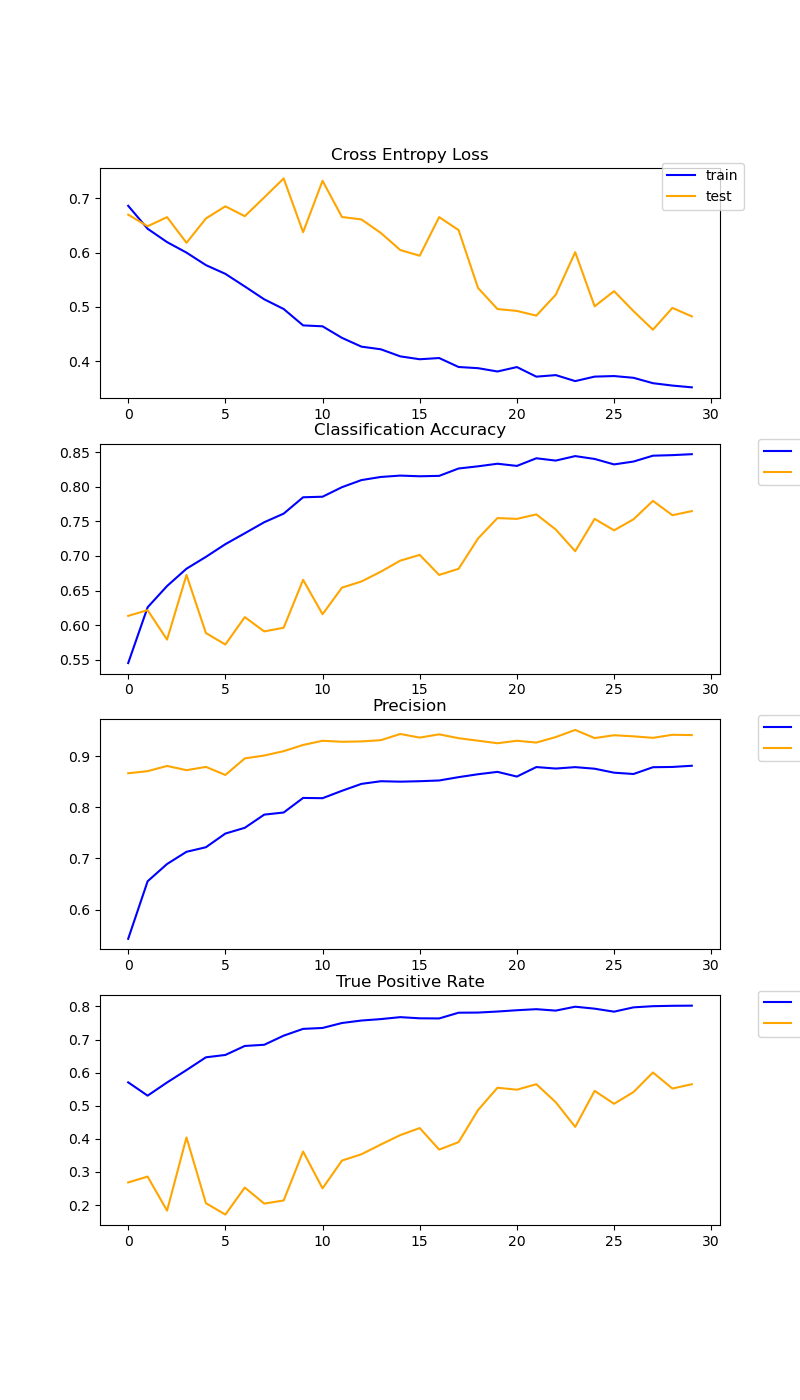 Cross Entropy Loss
train
test
0.7
0.6
0.5
0.4
0 5 10 15 20 25 30
Classification Accuracy
0.85
0.80
0.75
0.70
0.65
0.60
0.55
0 5 10 15 20 25 30
Precision
0.9
0.8
0.7
0.6
0 5 10 15 20 25 30
True Positive Rate
0.8
0.7
0.6
0.5
0.4
0.3
0.2
0 5 10 15 20 25 30